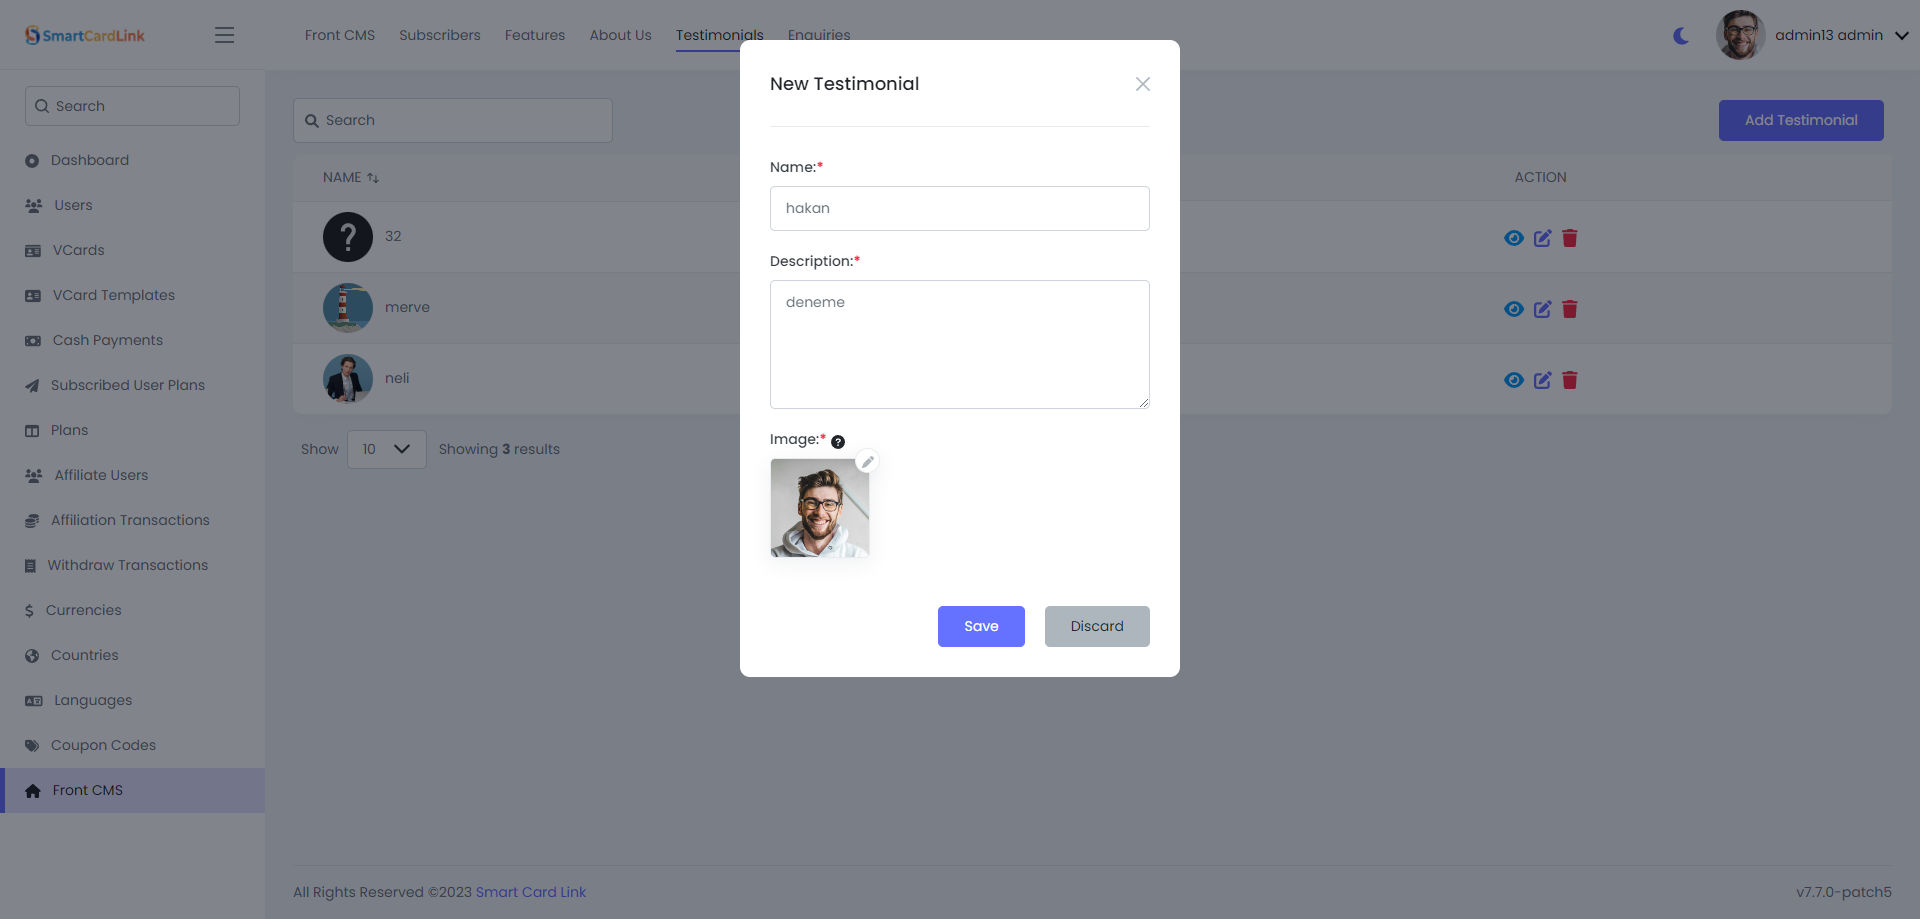 SmartCardLink
Front CMS Subscribers Features About Us Testimonials Enquiries
admin13 admin
Search
Dashboard
Users
VCards
VCard Templates
Cash Payments
Subscribed User Plans
Plans
Affiliate Users
Affiliation Transactions
Withdraw Transactions
Currencies
Countries
Languages
Coupon Codes
Front CMS
Search
Add Testimonial
NAME
ACTION
32
merve
neli
Show 10 Showing 3 results
New Testimonial
Name:*
hakan
Description:*
deneme
Image:*
Save Discard
All Rights Reserved ©2023 Smart Card Link
v7.7.0-patch5